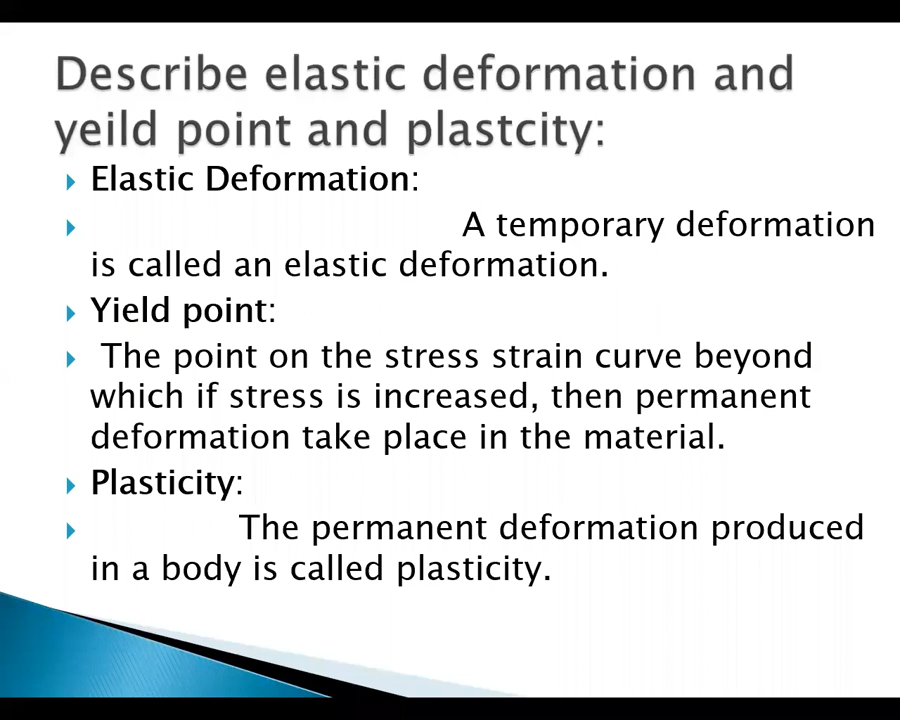 Describe elastic deformation and
yeild point and plastcity:
Elastic Deformation:
A temporary deformation
is called an elastic deformation.
Yield point:
The point on the stress strain curve beyond
which if stress is increased, then permanent
deformation take place in the material.
Plasticity:
The permanent deformation produced
in a body is called plasticity.